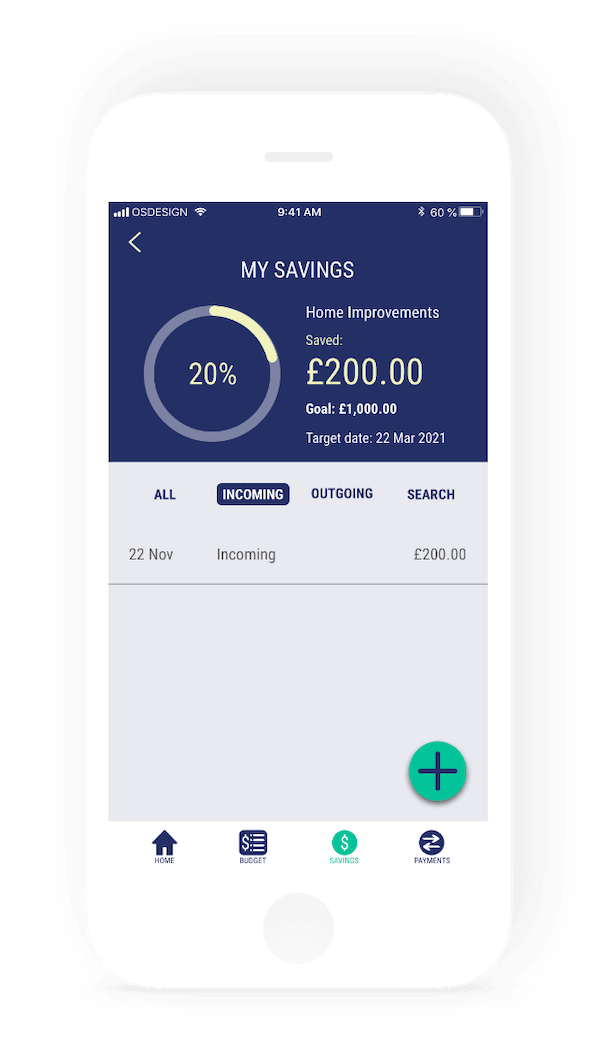 OSDESIGN 9:41 AM 60 %
MY SAVINGS
20%
Home Improvements
Saved:
£200.00
Goal: £1,000.00
Target date: 22 Mar 2021
ALL INCOMING OUTGOING SEARCH
22 Nov Incoming £200.00
HOME BUDGET SAVINGS PAYMENTS